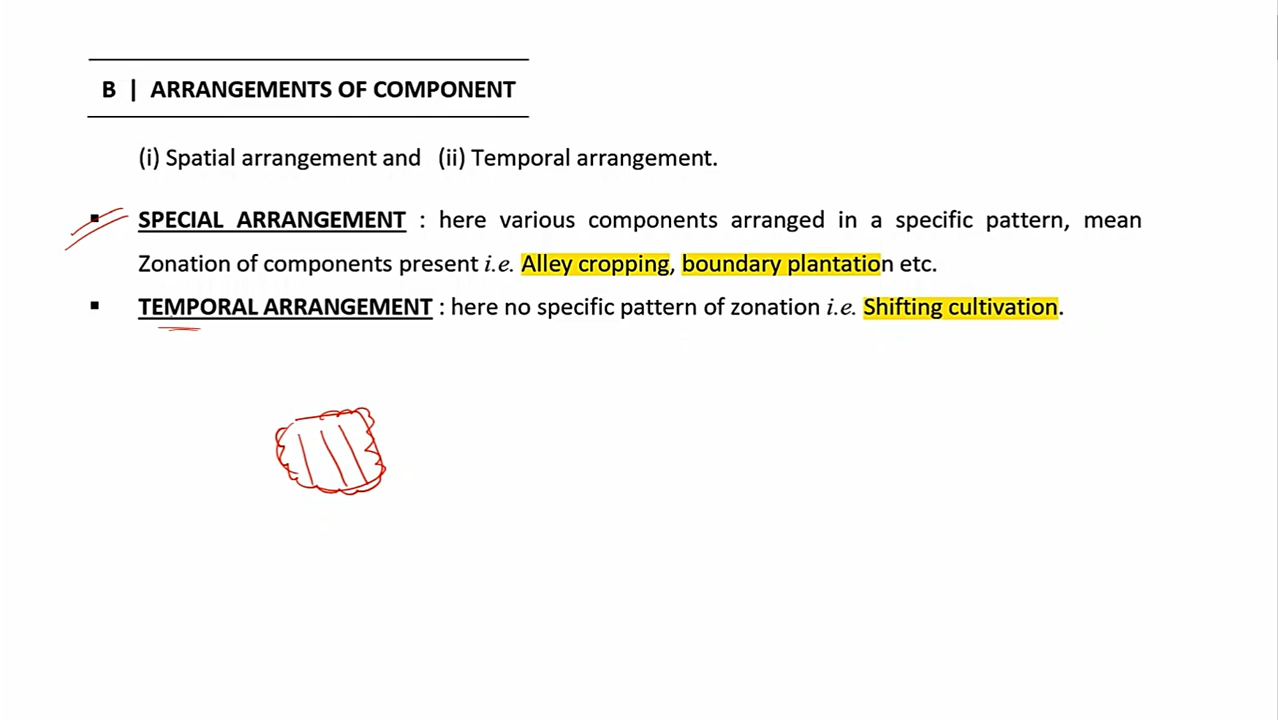 B | ARRANGEMENTS OF COMPONENT
(i) Spatial arrangement and (ii) Temporal arrangement.
▪ SPECIAL ARRANGEMENT : here various components arranged in a specific pattern, mean
Zonation of components present i.e. Alley cropping, boundary plantation etc.
▪ TEMPORAL ARRANGEMENT : here no specific pattern of zonation i.e. Shifting cultivation.